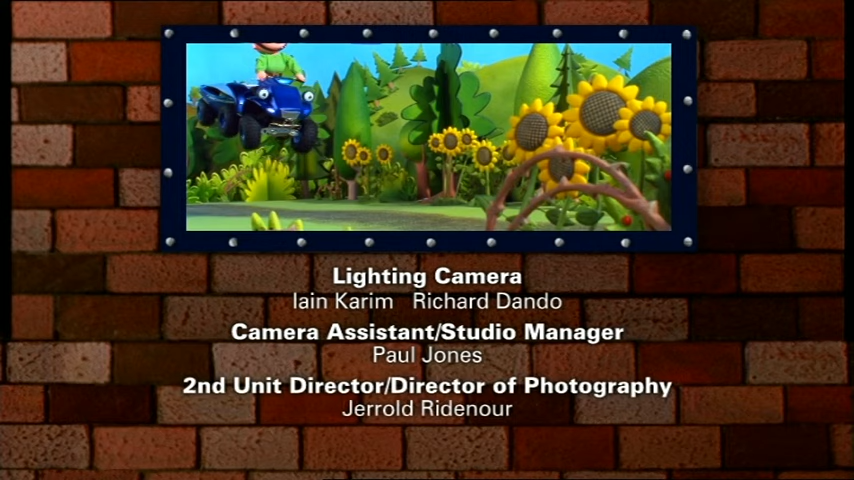 Lighting Camera
Iain Karim   Richard Dando
Camera Assistant/Studio Manager
Paul Jones
2nd Unit Director/Director of Photography
Jerrold Ridenour